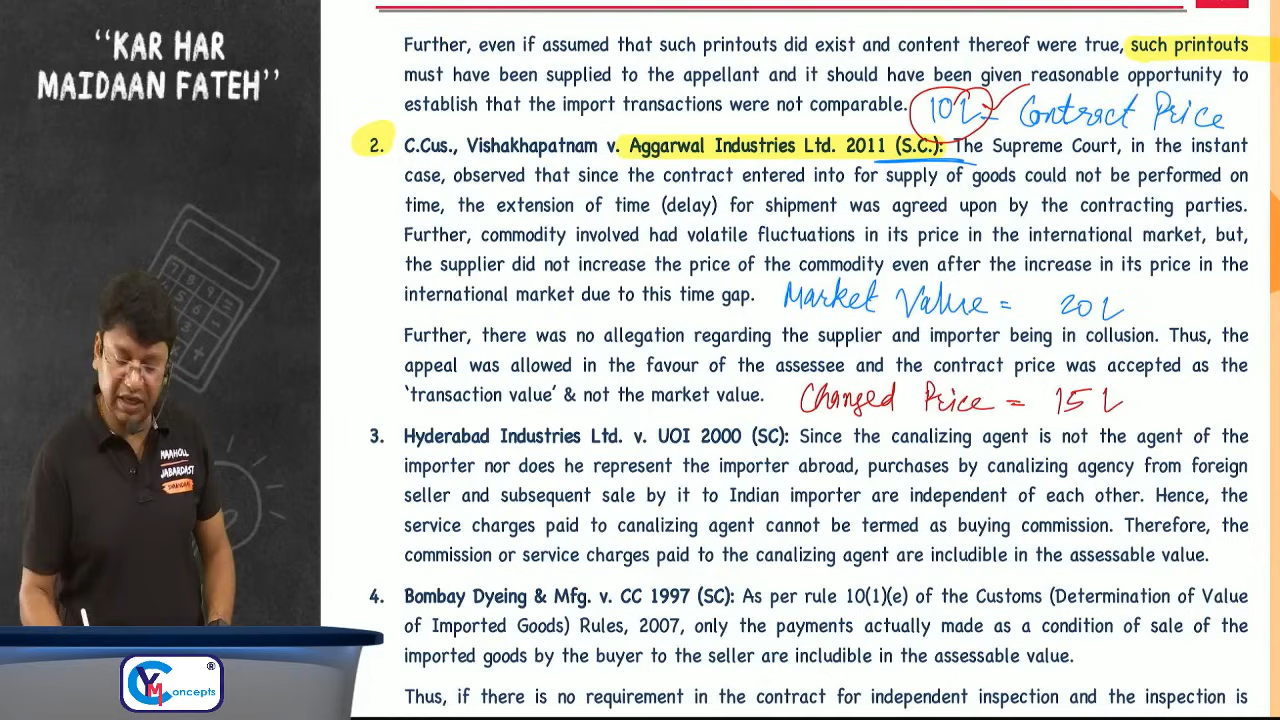 “KAR HAR
MAIDAAN FATEH”
Further, even if assumed that such printouts did exist and content thereof were true, such printouts
must have been supplied to the appellant and it should have been given reasonable opportunity to
establish that the import transactions were not comparable.
10L = Contract Price
2. C.Cus., Vishakhapatnam v. Aggarwal Industries Ltd. 2011 (S.C.): The Supreme Court, in the instant
case, observed that since the contract entered into for supply of goods could not be performed on
time, the extension of time (delay) for shipment was agreed upon by the contracting parties.
Further, commodity involved had volatile fluctuations in its price in the international market, but,
the supplier did not increase the price of the commodity even after the increase in its price in the
international market due to this time gap.
Market Value = 20L
Further, there was no allegation regarding the supplier and importer being in collusion. Thus, the
appeal was allowed in the favour of the assessee and the contract price was accepted as the
‘transaction value’ & not the market value.
Changed Price = 15L
3. Hyderabad Industries Ltd. v. UOI 2000 (SC): Since the canalizing agent is not the agent of the
importer nor does he represent the importer abroad, purchases by canalizing agency from foreign
seller and subsequent sale by it to Indian importer are independent of each other. Hence, the
service charges paid to canalizing agent cannot be termed as buying commission. Therefore, the
commission or service charges paid to the canalizing agent are includible in the assessable value.
4. Bombay Dyeing & Mfg. v. CC 1997 (SC): As per rule 10(1)(e) of the Customs (Determination of Value
of Imported Goods) Rules, 2007, only the payments actually made as a condition of sale of the
imported goods by the buyer to the seller are includible in the assessable value.
Thus, if there is no requirement in the contract for independent inspection and the inspection is
MAAHOLL
JABARDAST
CYM Concepts ®